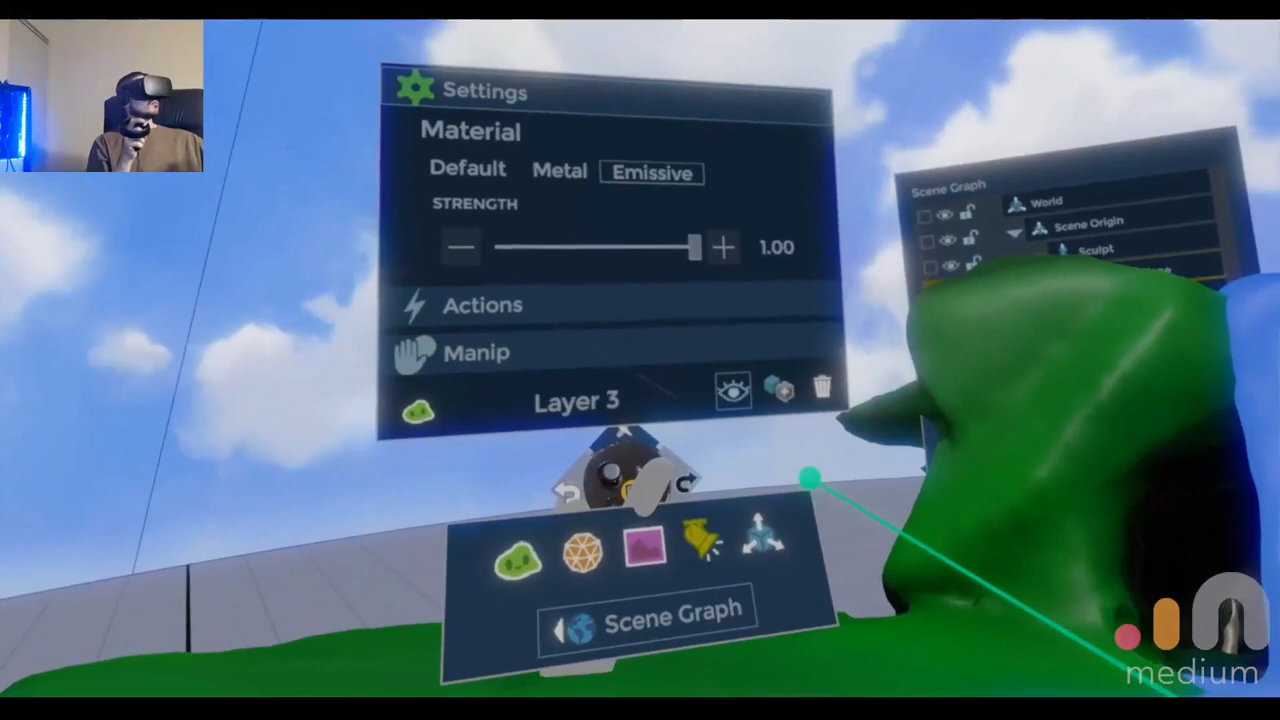 Settings
Material
Default Metal Emissive
STRENGTH
1.00
Actions
Manip
Layer 3
Scene Graph
World
Scene Origin
Sculpt
Scene Graph
medium